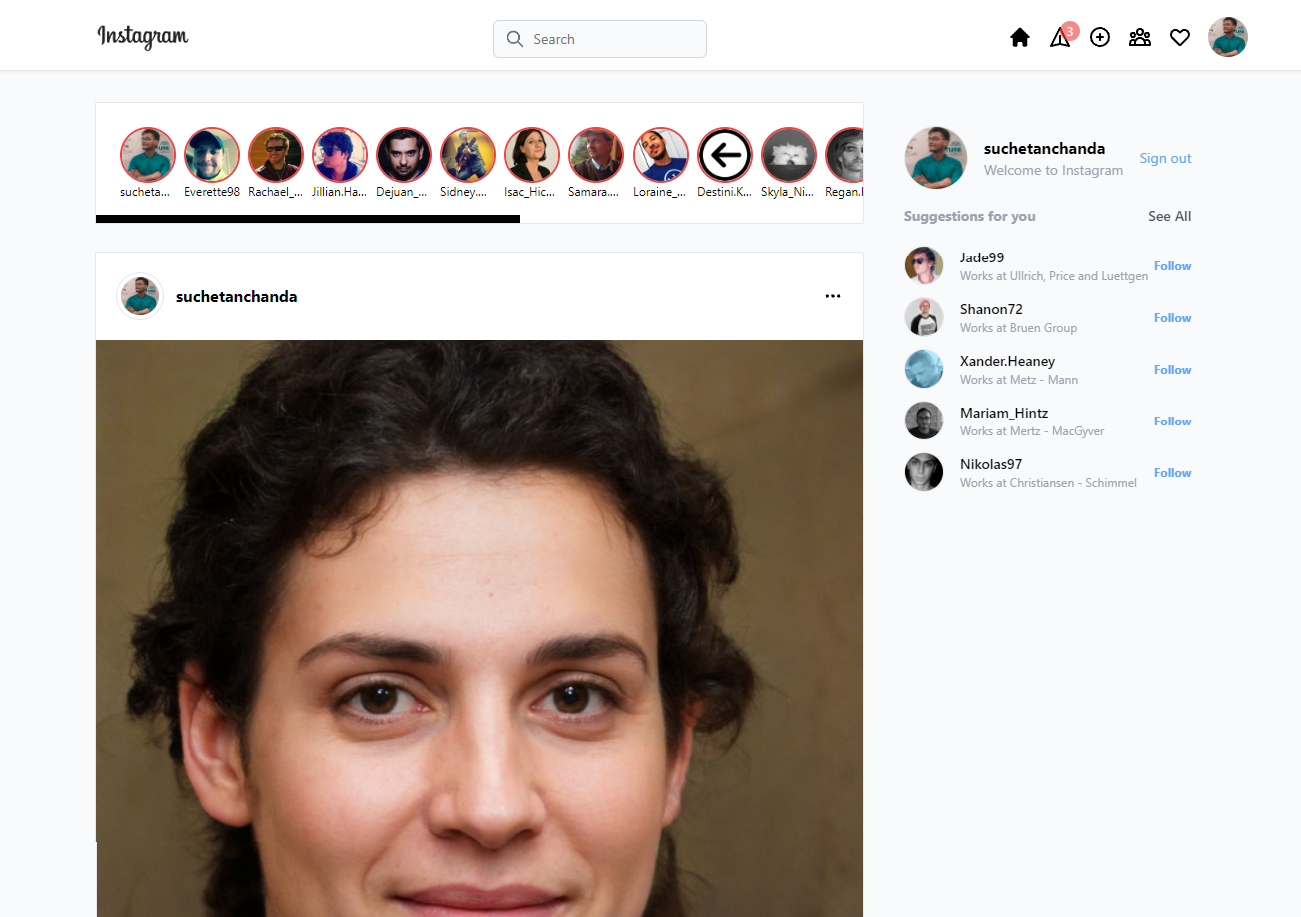 Instagram
Search
3
sucheta...
Everette98
Rachael_...
Jillian.Ha...
Dejuan_...
Sidney....
Isac_Hic...
Samara....
Loraine_...
Destini.K...
Skyla_Ni...
Regan.
suchetanchanda
Welcome to Instagram
Sign out
Suggestions for you
See All
Jade99
Works at Ullrich, Price and Luettgen
Follow
Shanon72
Works at Bruen Group
Follow
Xander.Heaney
Works at Metz - Mann
Follow
Mariam_Hintz
Works at Mertz - MacGyver
Follow
Nikolas97
Works at Christiansen - Schimmel
Follow
suchetanchanda